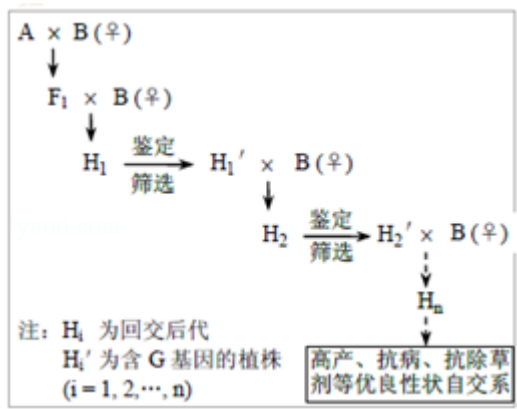 A × B (♀)
F₁ × B (♀)
H₁ 鉴定 筛选 H₁′ × B (♀)
H₂ 鉴定 筛选 H₂′ × B (♀)
Hₙ
注：Hᵢ 为回交后代
Hᵢ′ 为含 G 基因的植株
(i = 1, 2,···, n)
高产、抗病、抗除草
剂等优良性状自交系